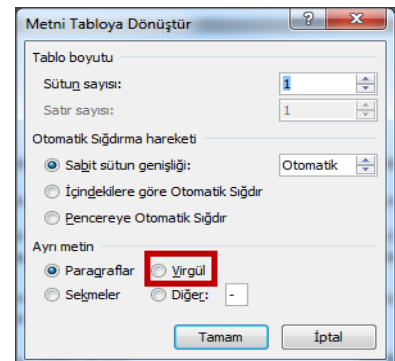 Metni Tabloya Dönüştür
Tablo boyutu
Sütun sayısı: 1
Satır sayısı: 1
Otomatik Sığdırma hareketi
Sabit sütun genişliği: Otomatik
İçindekilere göre Otomatik Sığdır
Pencereye Otomatik Sığdır
Ayrı metin
Paragraflar Virgül
Sekmeler Diğer: -
Tamam İptal